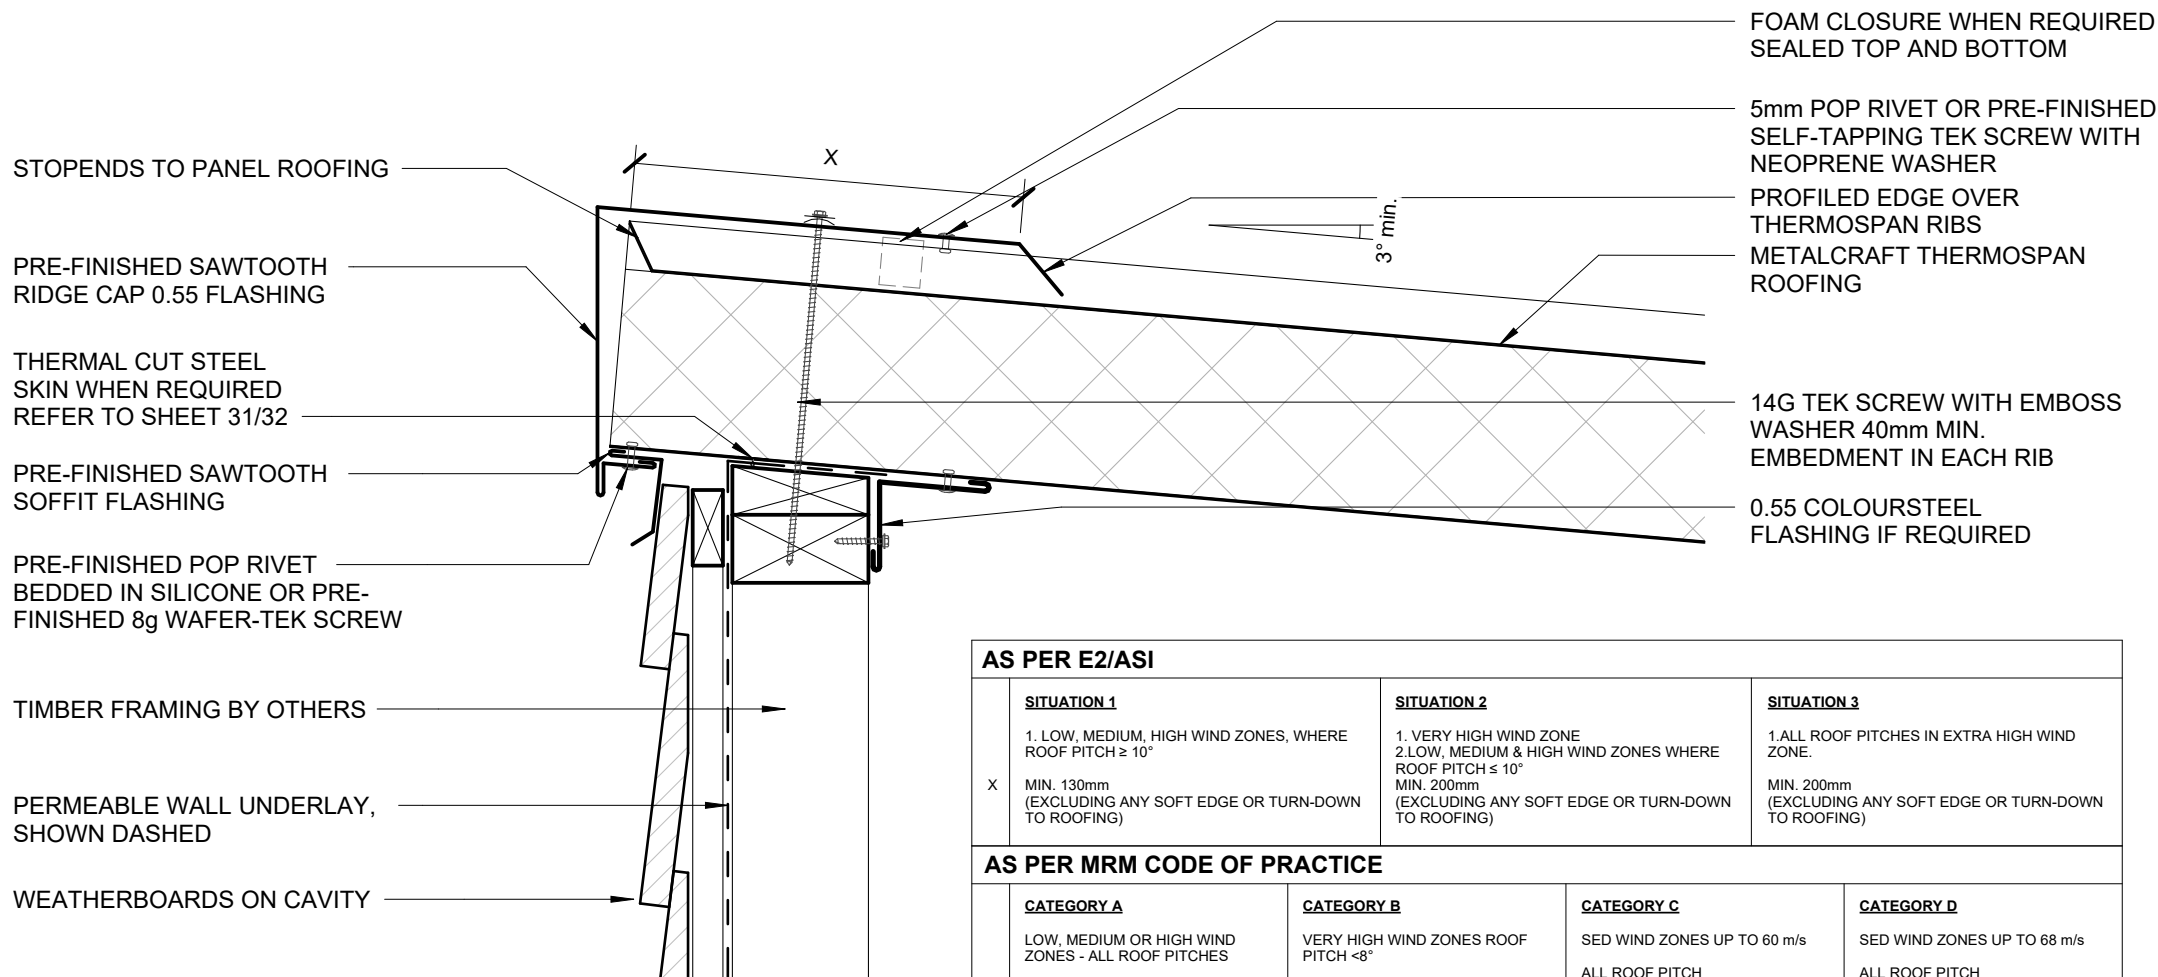 FOAM CLOSURE WHEN REQUIRED
SEALED TOP AND BOTTOM
5mm POP RIVET OR PRE-FINISHED
SELF-TAPPING TEK SCREW WITH
NEOPRENE WASHER
PROFILED EDGE OVER
THERMOSPAN RIBS
METALCRAFT THERMOSPAN
ROOFING
14G TEK SCREW WITH EMBOSS
WASHER 40mm MIN.
EMBEDMENT IN EACH RIB
0.55 COLOURSTEEL
FLASHING IF REQUIRED
X
3° min.
STOPENDS TO PANEL ROOFING
PRE-FINISHED SAWTOOTH
RIDGE CAP 0.55 FLASHING
THERMAL CUT STEEL
SKIN WHEN REQUIRED
REFER TO SHEET 31/32
PRE-FINISHED SAWTOOTH
SOFFIT FLASHING
PRE-FINISHED POP RIVET
BEDDED IN SILICONE OR PRE-
FINISHED 8g WAFER-TEK SCREW
TIMBER FRAMING BY OTHERS
PERMEABLE WALL UNDERLAY,
SHOWN DASHED
WEATHERBOARDS ON CAVITY
AS PER E2/ASI
X
SITUATION 1
1. LOW, MEDIUM, HIGH WIND ZONES, WHERE
ROOF PITCH ≥ 10°
MIN. 130mm
(EXCLUDING ANY SOFT EDGE OR TURN-DOWN
TO ROOFING)
SITUATION 2
1. VERY HIGH WIND ZONE
2.LOW, MEDIUM & HIGH WIND ZONES WHERE
ROOF PITCH ≤ 10°
MIN. 200mm
(EXCLUDING ANY SOFT EDGE OR TURN-DOWN
TO ROOFING)
SITUATION 3
1.ALL ROOF PITCHES IN EXTRA HIGH WIND
ZONE.
MIN. 200mm
(EXCLUDING ANY SOFT EDGE OR TURN-DOWN
TO ROOFING)
AS PER MRM CODE OF PRACTICE
CATEGORY A
LOW, MEDIUM OR HIGH WIND
ZONES - ALL ROOF PITCHES
CATEGORY B
VERY HIGH WIND ZONES ROOF
PITCH <8°
CATEGORY C
SED WIND ZONES UP TO 60 m/s
ALL ROOF PITCH
CATEGORY D
SED WIND ZONES UP TO 68 m/s
ALL ROOF PITCH